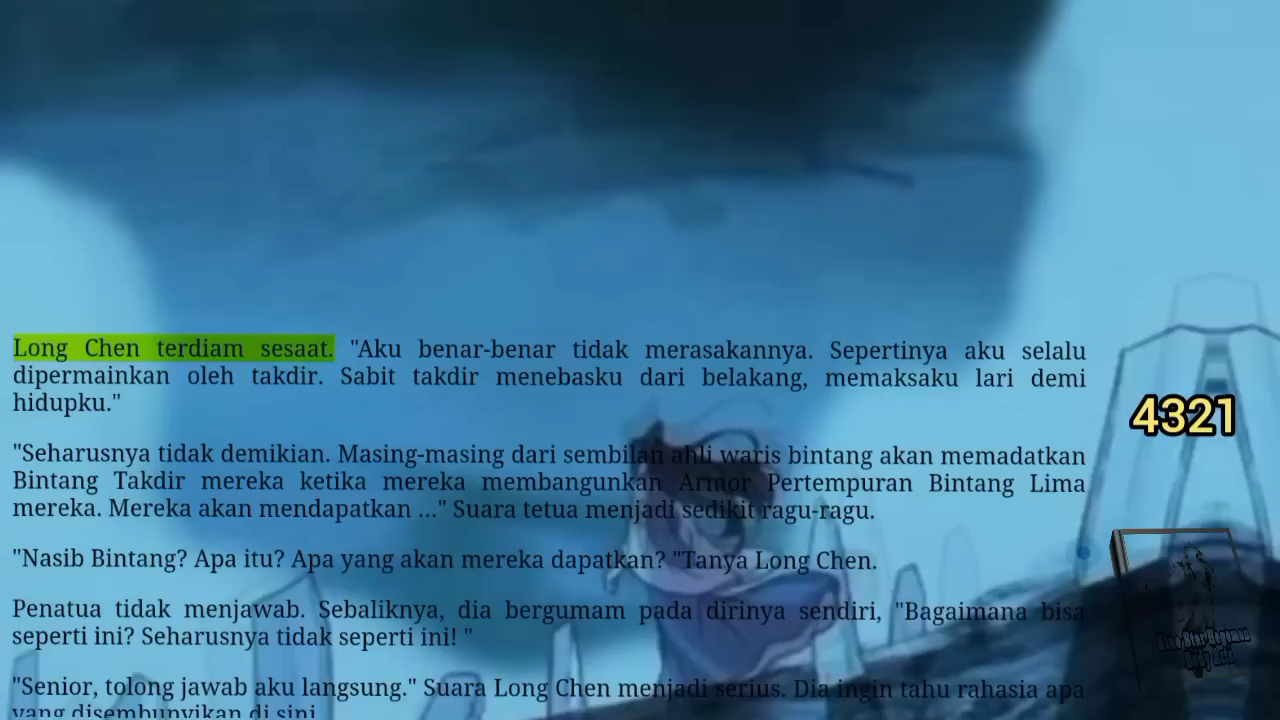 Long Chen terdiam sesaat. "Aku benar-benar tidak merasakannya. Sepertinya aku selalu
dipermainkan oleh takdir. Sabit takdir menebasku dari belakang, memaksaku lari demi
hidupku."
"Seharusnya tidak demikian. Masing-masing dari sembilan ahli waris bintang akan memadatkan
Bintang Takdir mereka ketika mereka membangunkan Armor Pertempuran Bintang Lima
mereka. Mereka akan mendapatkan ..." Suara tetua menjadi sedikit ragu-ragu.
"Nasib Bintang? Apa itu? Apa yang akan mereka dapatkan? "Tanya Long Chen.
Penatua tidak menjawab. Sebaliknya, dia bergumam pada dirinya sendiri, "Bagaimana bisa
seperti ini? Seharusnya tidak seperti ini! "
"Senior, tolong jawab aku langsung." Suara Long Chen menjadi serius. Dia ingin tahu rahasia apa
yang disembunyikan di sini.
4321